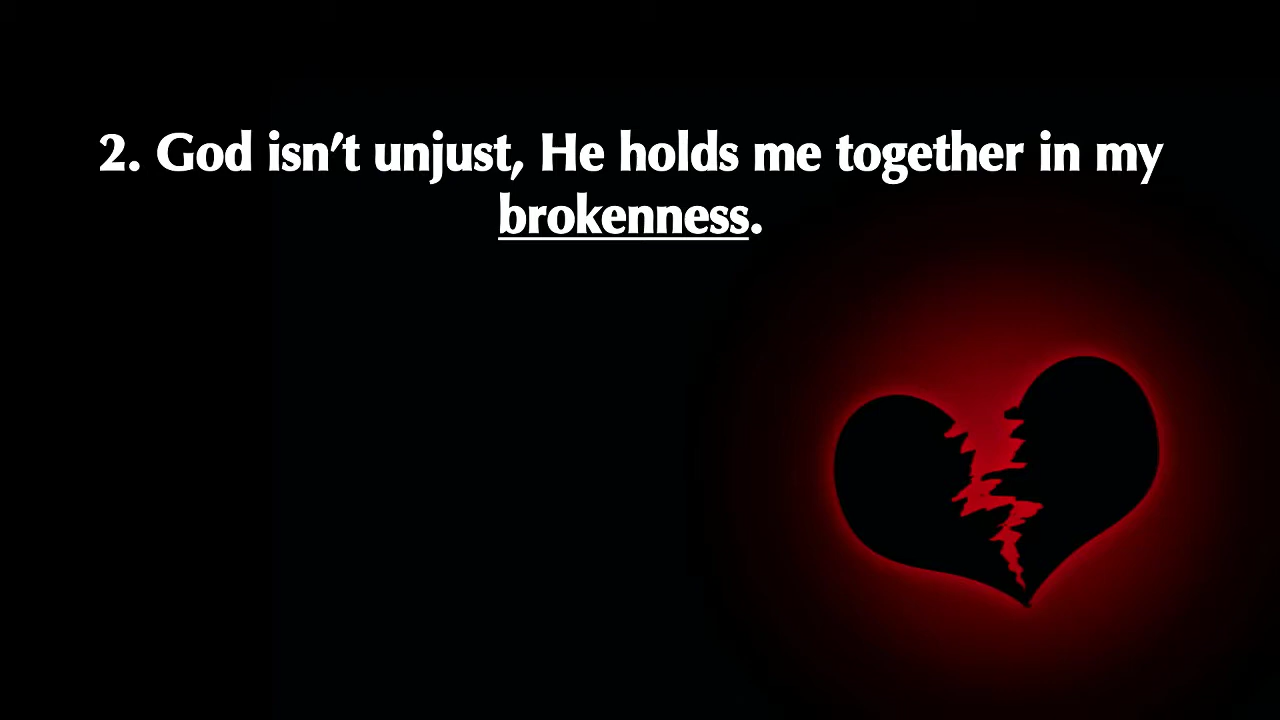 2. God isn’t unjust, He holds me together in my
brokenness.